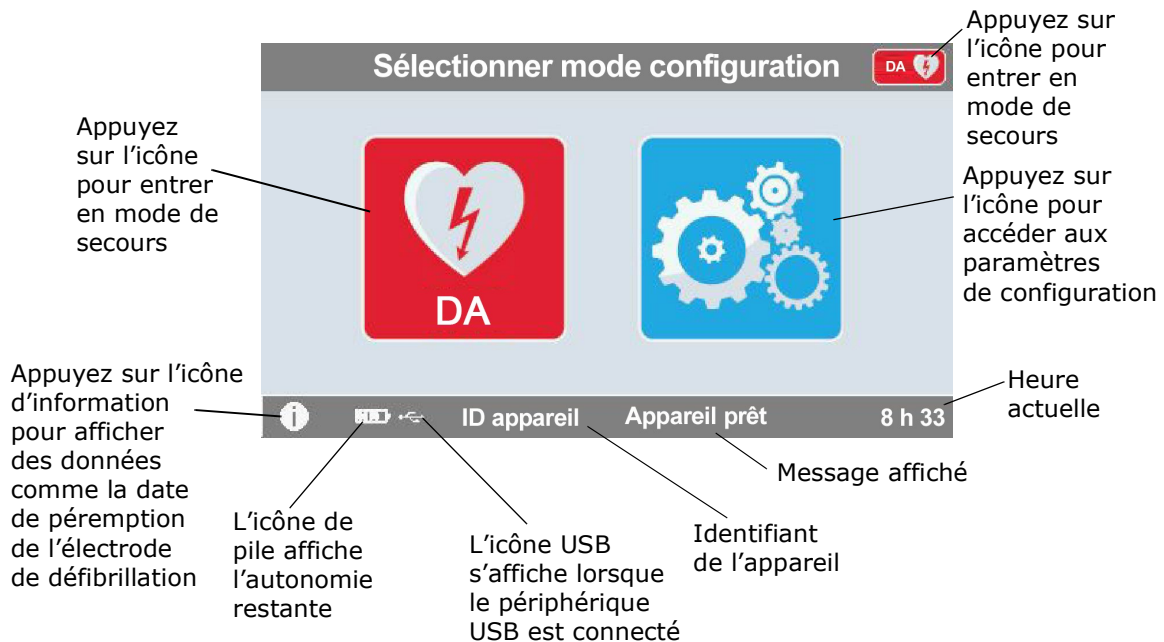 Appuyez sur
l'icône pour
entrer en
mode de
secours
Sélectionner mode configuration
DA
Appuyez
sur l'icône
pour entrer
en mode de
secours
DA
Appuyez sur
l'icône pour
accéder aux
paramètres
de configuration
Appuyez sur l'icône
d'information
pour afficher
des données
comme la date
de péremption
de l'électrode
de défibrillation
ID appareil
Appareil prêt
8 h 33
Heure
actuelle
Message affiché
L'icône de
pile affiche
l'autonomie
restante
L'icône USB
s'affiche lorsque
le périphérique
USB est connecté
Identifiant
de l'appareil